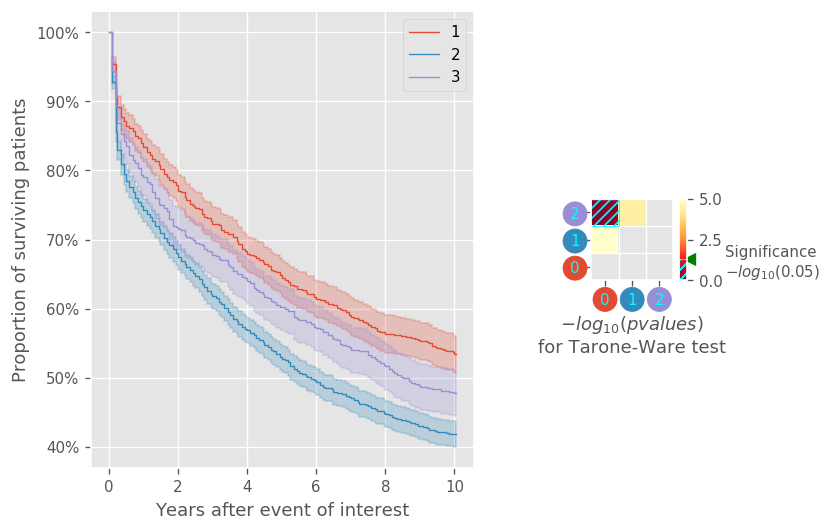 100%
90%
80%
70%
60%
50%
40%
Proportion of surviving patients
0 2 4 6 8 10
Years after event of interest
1
2
3
2
1
0
0 1 2
5.0
2.5
0.0
Significance
−log₁₀(0.05)
−log₁₀(pvalues)
for Tarone-Ware test